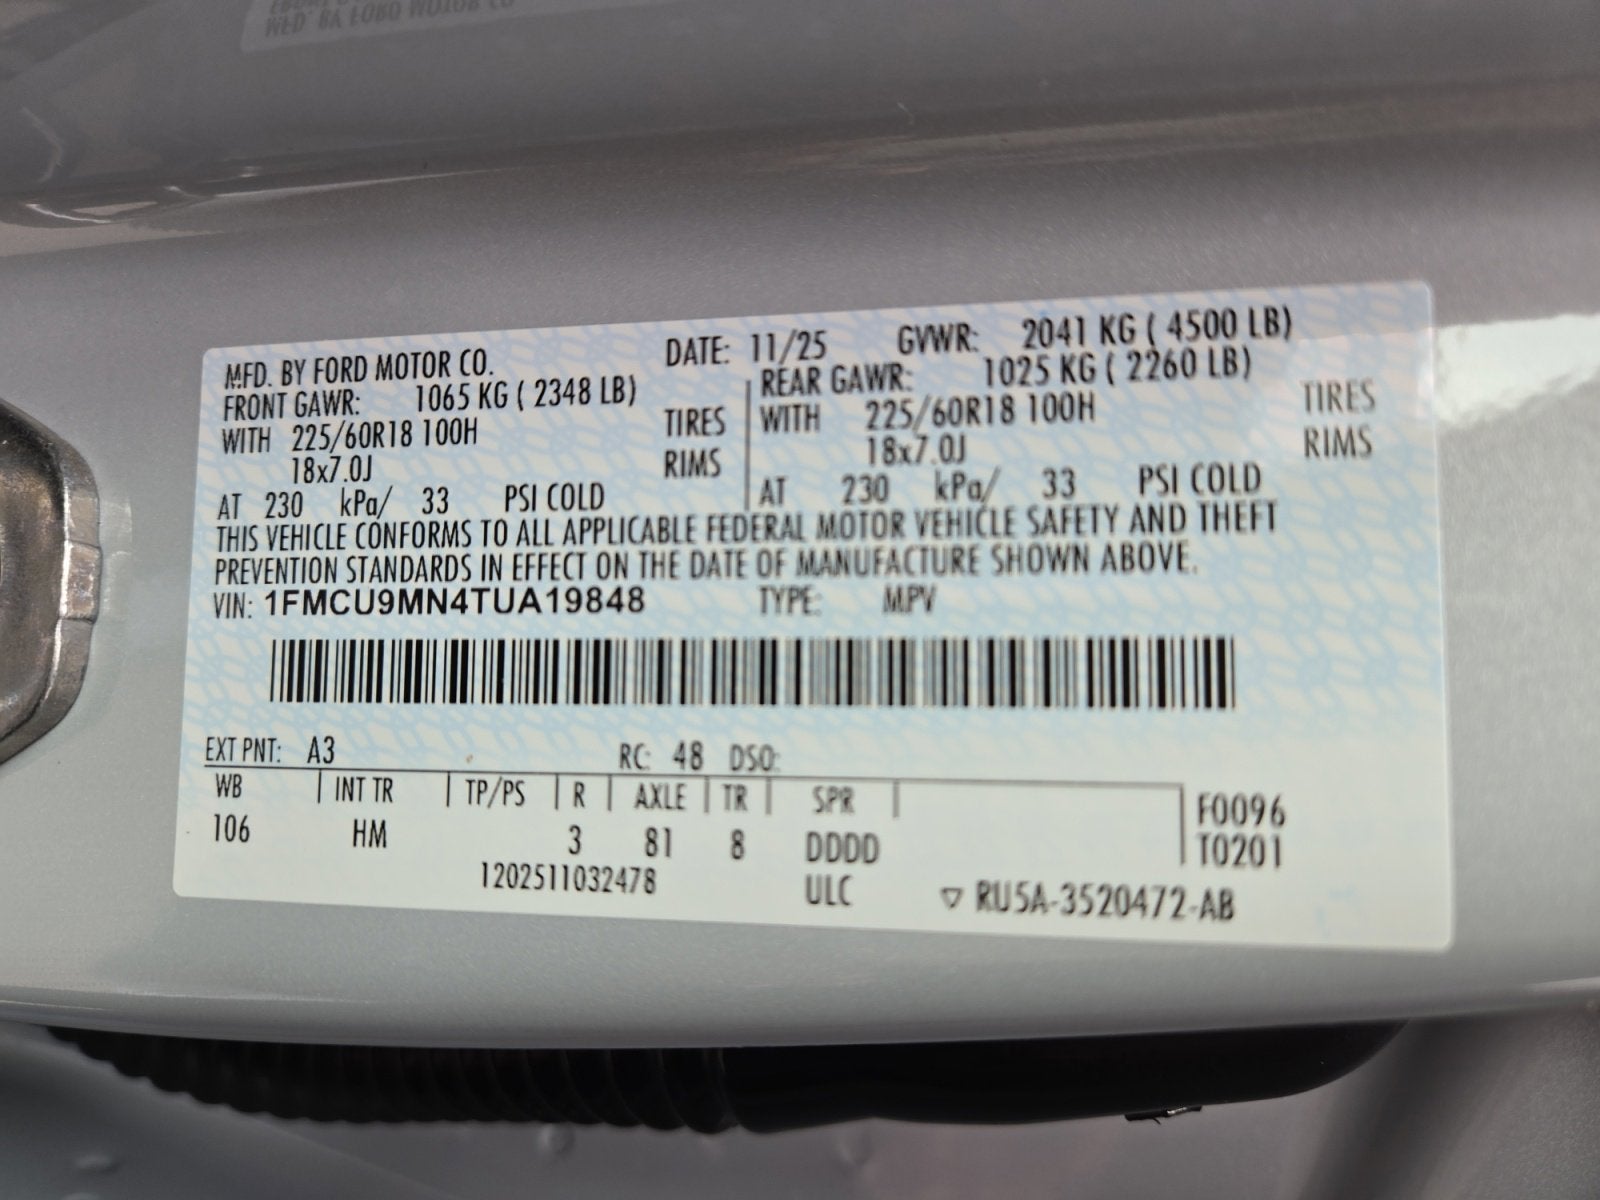 MFD. BY FORD MOTOR CO. DATE: 11/25 GVWR: 2041 KG ( 4500 LB)
FRONT GAWR: 1065 KG ( 2348 LB) REAR GAWR: 1025 KG ( 2260 LB)
WITH 225/60R18 100H TIRES WITH 225/60R18 100H TIRES
18x7.0J RIMS 18x7.0J RIMS
AT 230 kPa/ 33 PSI COLD AT 230 kPa/ 33 PSI COLD
THIS VEHICLE CONFORMS TO ALL APPLICABLE FEDERAL MOTOR VEHICLE SAFETY AND THEFT
PREVENTION STANDARDS IN EFFECT ON THE DATE OF MANUFACTURE SHOWN ABOVE.
VIN: 1FMCU9MN4TUA19848 TYPE: MPV
EXT PNT: A3 RC: 48 DSO:
WB INT TR TP/PS R AXLE TR SPR F0096
106 HM 3 81 8 DDDD T0201
1202511032478 ULC ▽ RU5A-3520472-AB